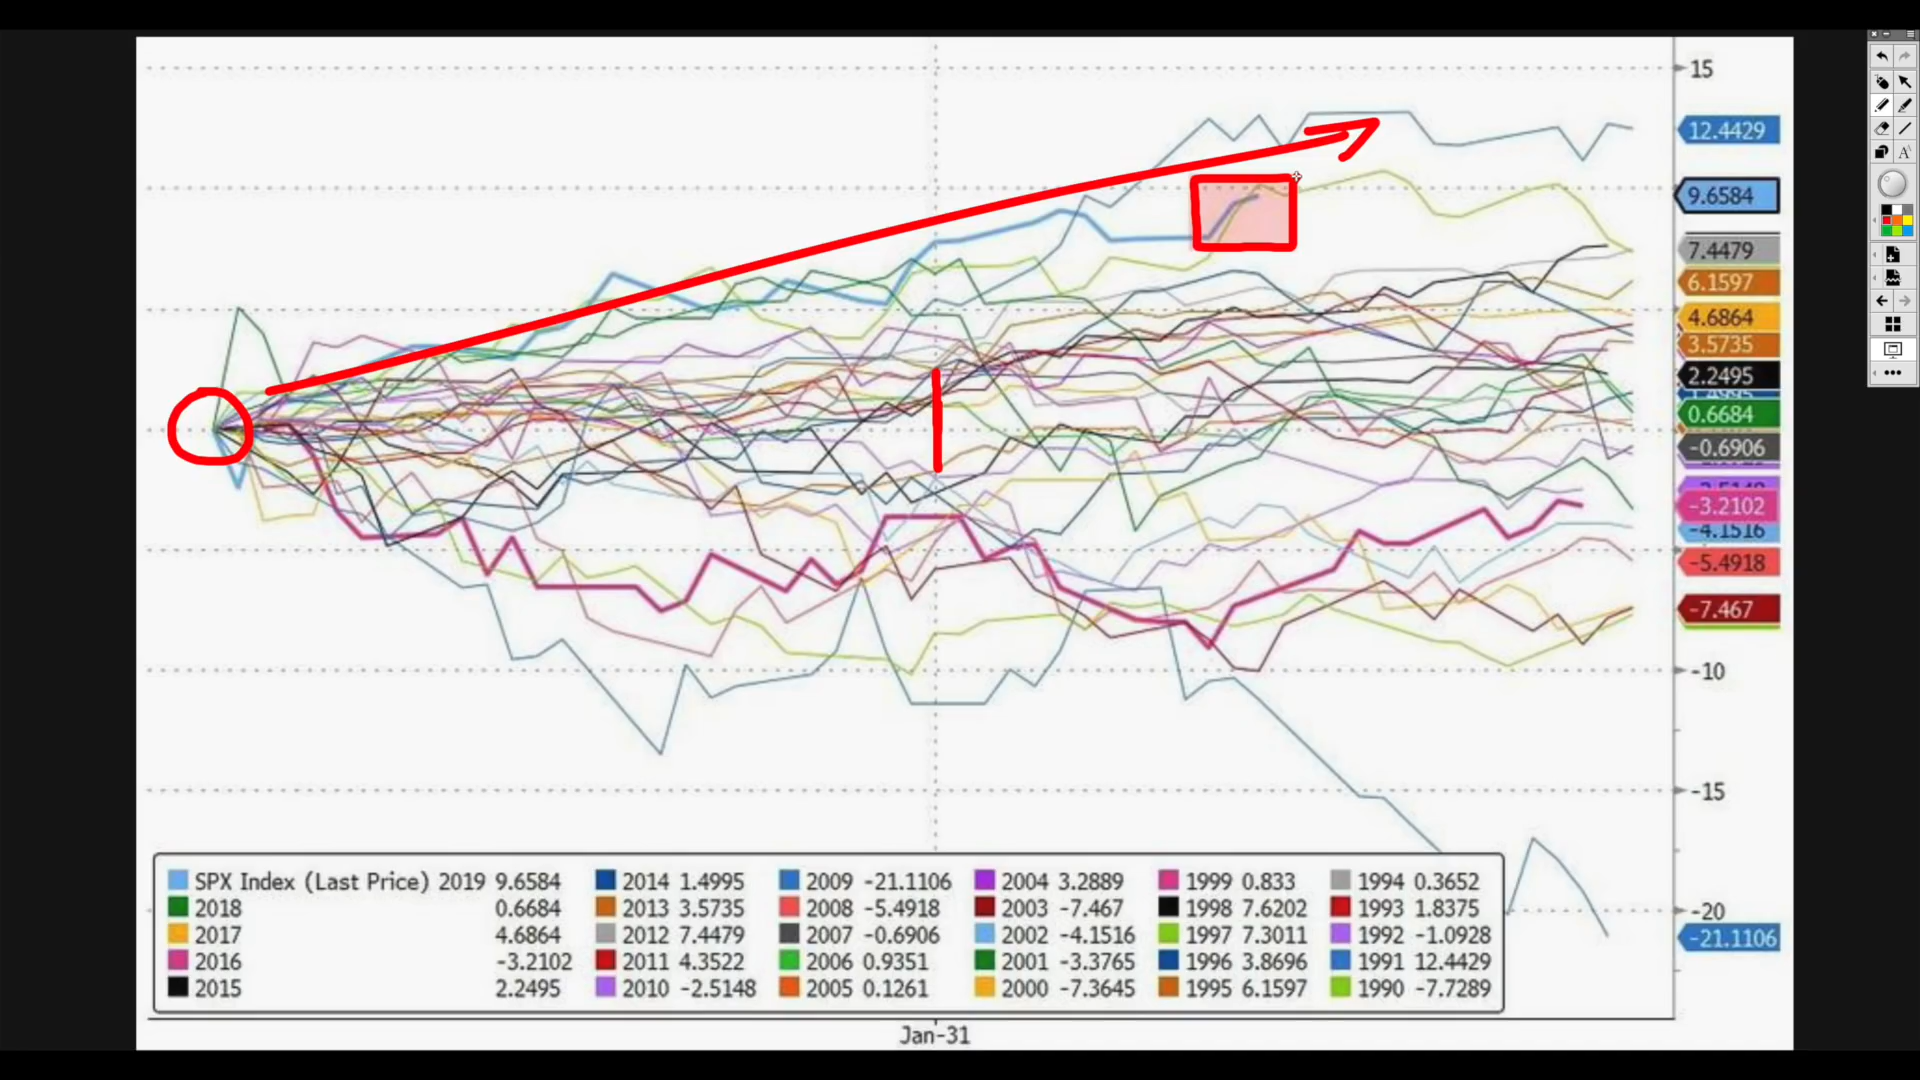 15
12.4429
9.6584
7.4479
6.1597
4.6864
3.5735
2.2495
0.6684
-0.6906
-3.2102
-4.1516
-5.4918
-7.467
-10
-15
-20
-21.1106
SPX Index (Last Price) 2019 9.6584 2014 1.4995 2009 -21.1106 2004 3.2889 1999 0.833 1994 0.3652
2018 0.6684 2013 3.5735 2008 -5.4918 2003 -7.467 1998 7.6202 1993 1.8375
2017 4.6864 2012 7.4479 2007 -0.6906 2002 -4.1516 1997 7.3011 1992 -1.0928
2016 -3.2102 2011 4.3522 2006 0.9351 2001 -3.3765 1996 3.8696 1991 12.4429
2015 2.2495 2010 -2.5148 2005 0.1261 2000 -7.3645 1995 6.1597 1990 -7.7289
Jan-31
A